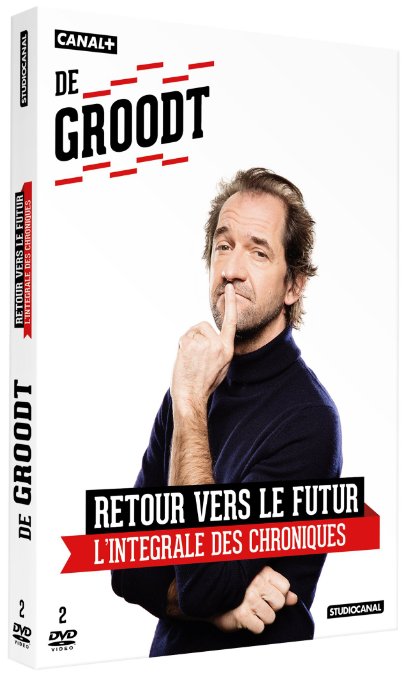 CANAL+
DE
GROODT
RETOUR VERS LE FUTUR
L'INTEGRALE DES CHRONIQUES
2
DVD
VIDEO
STUDIOCANAL
STUDIOCANAL
RETOUR VERS LE FUTUR
L'INTEGRALE DES CHRONIQUES
DE GROODT
2
DVD
VIDEO